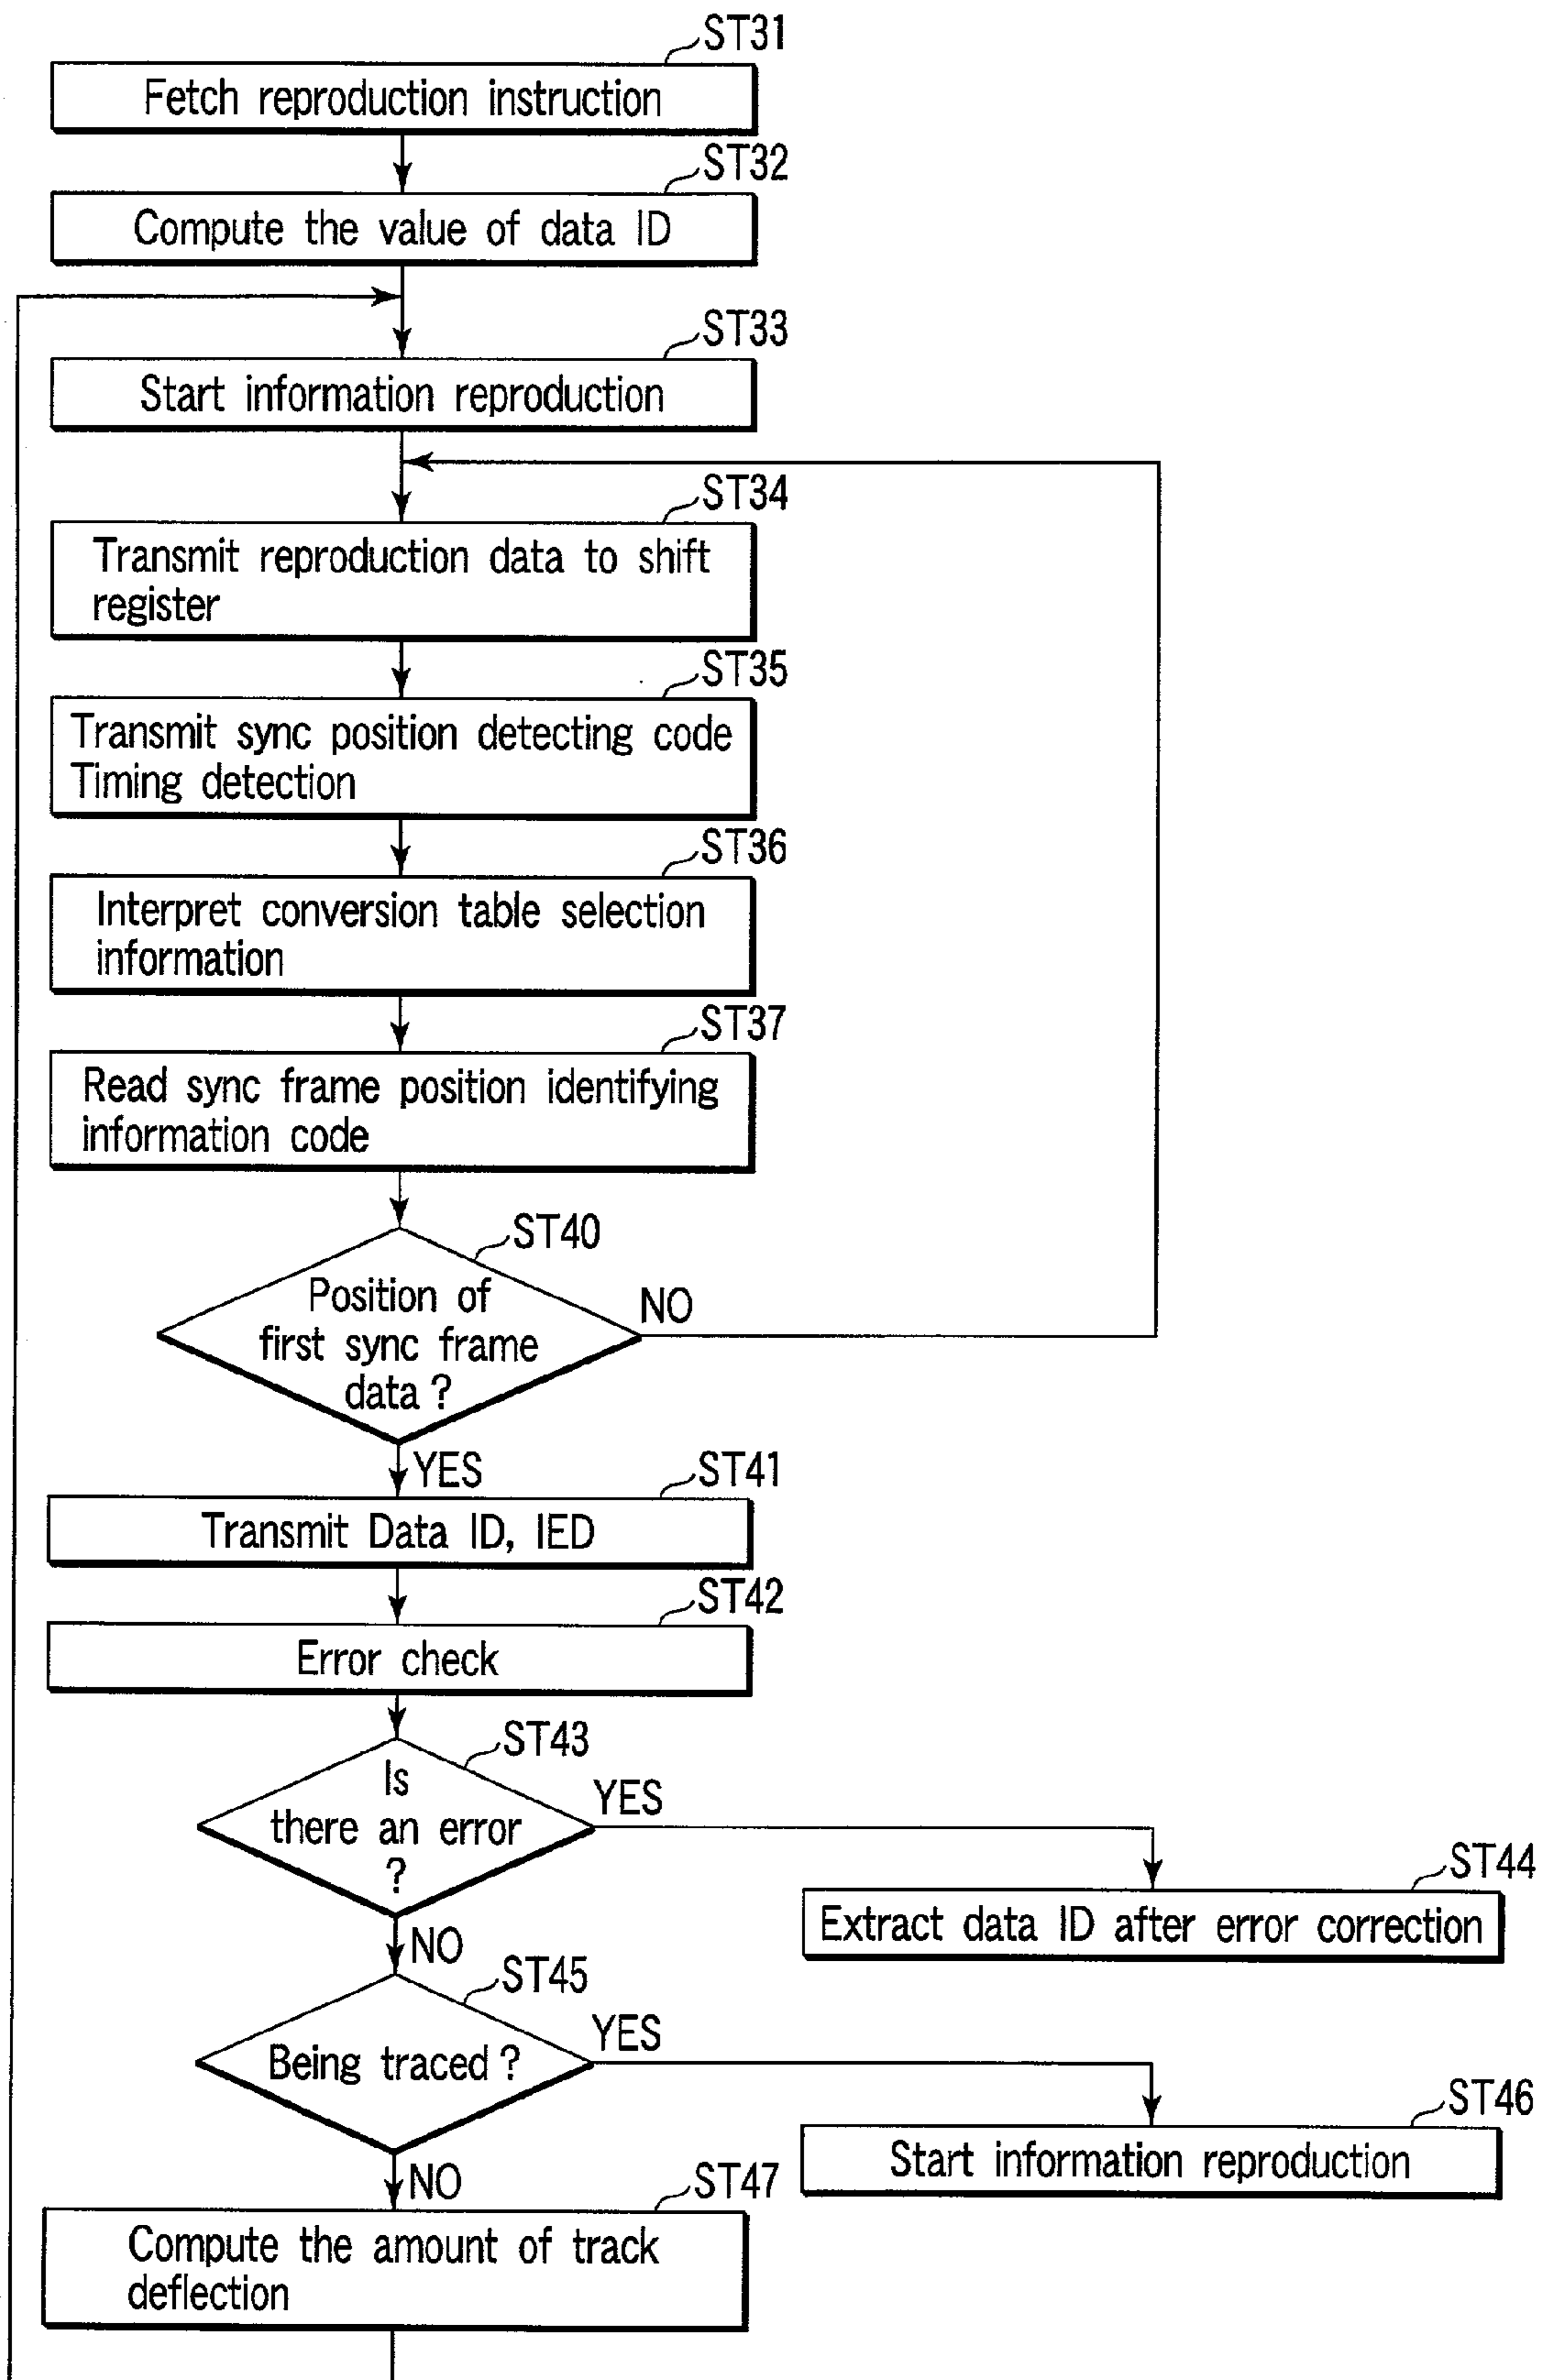 ST31
Fetch reproduction instruction
ST32
Compute the value of data ID
ST33
Start information reproduction
ST34
Transmit reproduction data to shift
register
ST35
Transmit sync position detecting code
Timing detection
ST36
Interpret conversion table selection
information
ST37
Read sync frame position identifying
information code
ST40
Position of
first sync frame
data ?
NO
YES
ST41
Transmit Data ID, IED
ST42
Error check
ST43
Is
there an error
?
YES
ST44
Extract data ID after error correction
NO
ST45
Being traced ?
YES
ST46
Start information reproduction
NO
ST47
Compute the amount of track
deflection